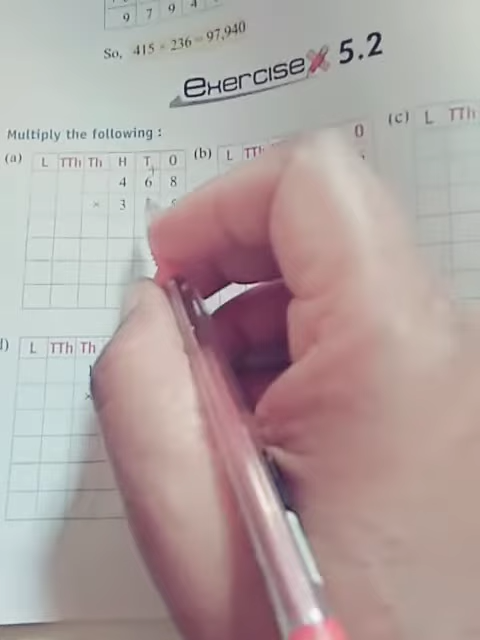 9 7 9 4
So, 415 × 236 = 97,940
Exercise 5.2
Multiply the following :
(a) L TTh Th H T O
4 6 8
× 3
(b) L TTh O
(c) L TTh
L TTh Th